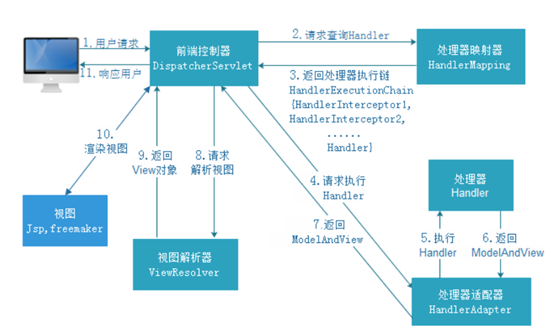 1.用户请求
11.响应用户
前端控制器
DispatcherServlet
2.请求查询Handler
处理器映射器
HandlerMapping
3.返回处理器执行链
HandlerExecutionChain
{HandlerInterceptor1,
HandlerInterceptor2,
......
Handler}
10.
渲染视图
9.返回
View对象
8.请求
解析视图
4.请求执行
Handler
7.返回
ModelAndView
处理器
Handler
视图
Jsp,freemaker
5.执行
Handler
6.返回
ModelAndView
视图解析器
ViewResolver
处理器适配器
HandlerAdapter